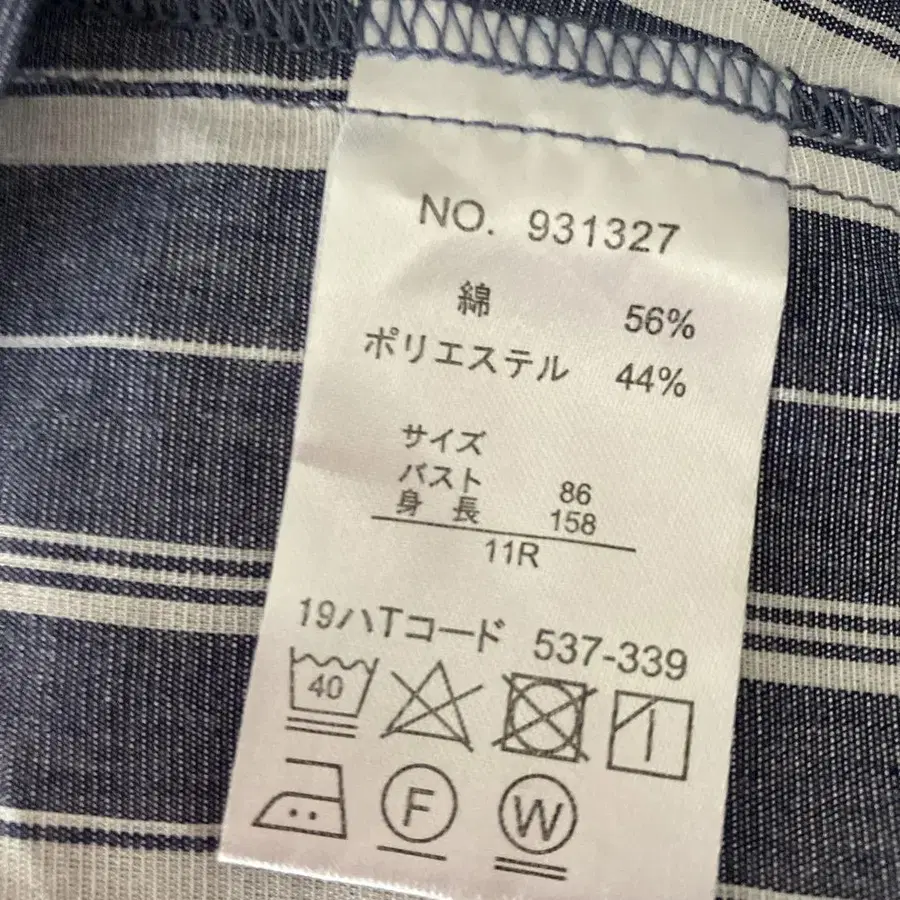 NO. 931327
綿 56%
ポリエステル 44%
サイズ
バスト 86
身長 158
11R
19ハTコード 537-339
40
F
W